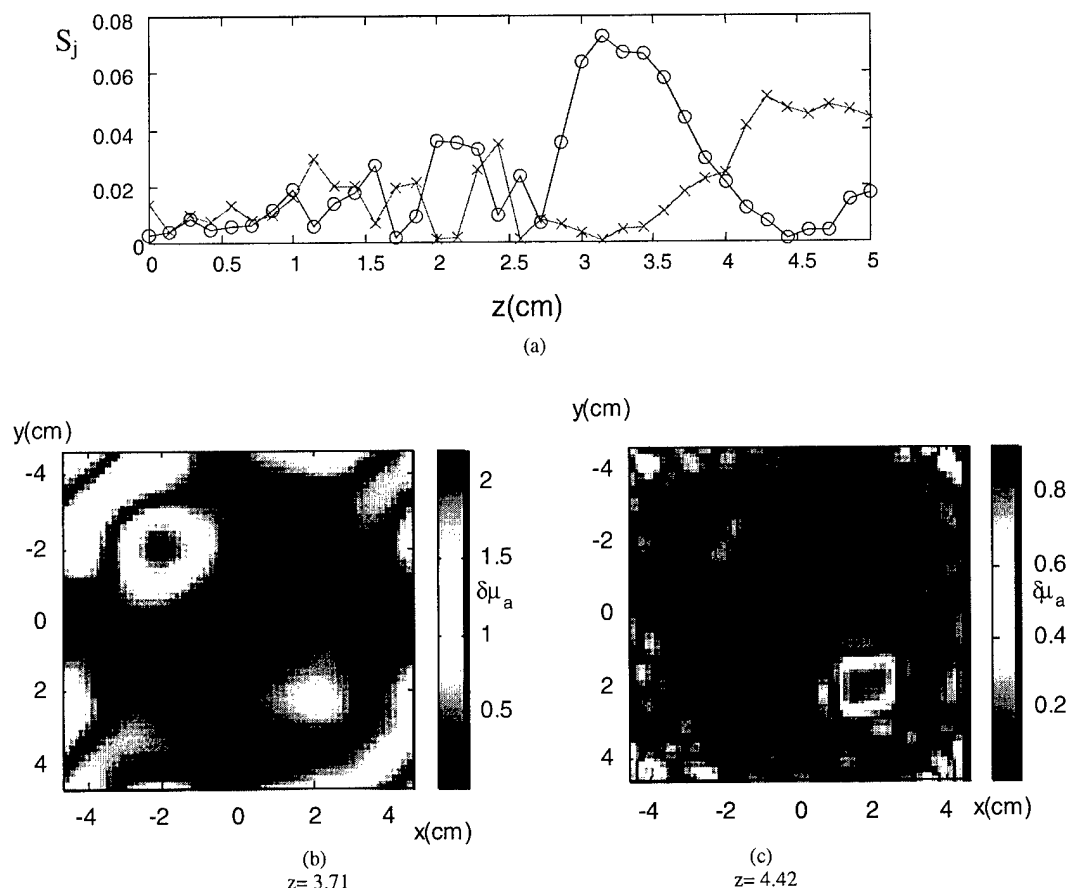 0.08
S_j
0.06
0.04
0.02
0
0 0.5 1 1.5 2 2.5 3 3.5 4 4.5 5
z(cm)
(a)
y(cm)
-4
-2
0
2
4
-4 -2 0 2 4
x(cm)
2
1.5
δμ_a
1
0.5
(b)
z= 3.71
y(cm)
-4
-2
0
2
4
-4 -2 0 2 4
x(cm)
0.8
0.6
δμ_a
0.4
0.2
(c)
z= 4.42